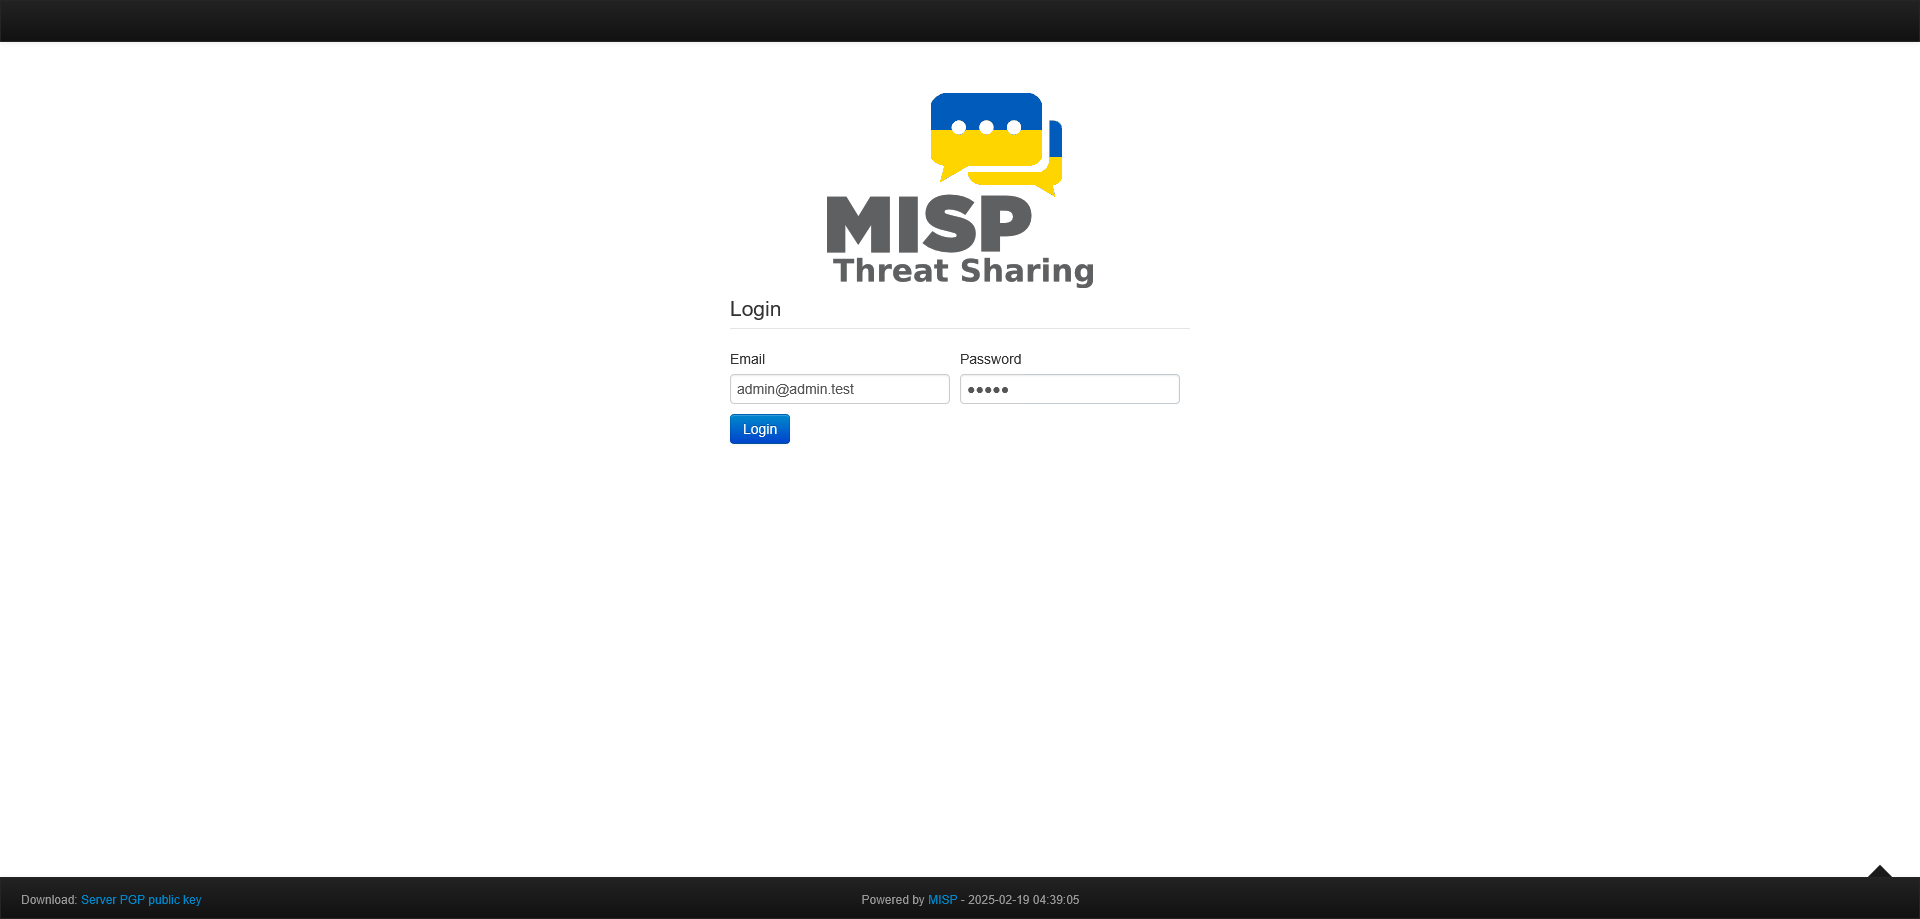 MISP
Threat Sharing
Login
Email Password
admin@admin.test •••••
Login
Download: Server PGP public key Powered by MISP - 2025-02-19 04:39:05